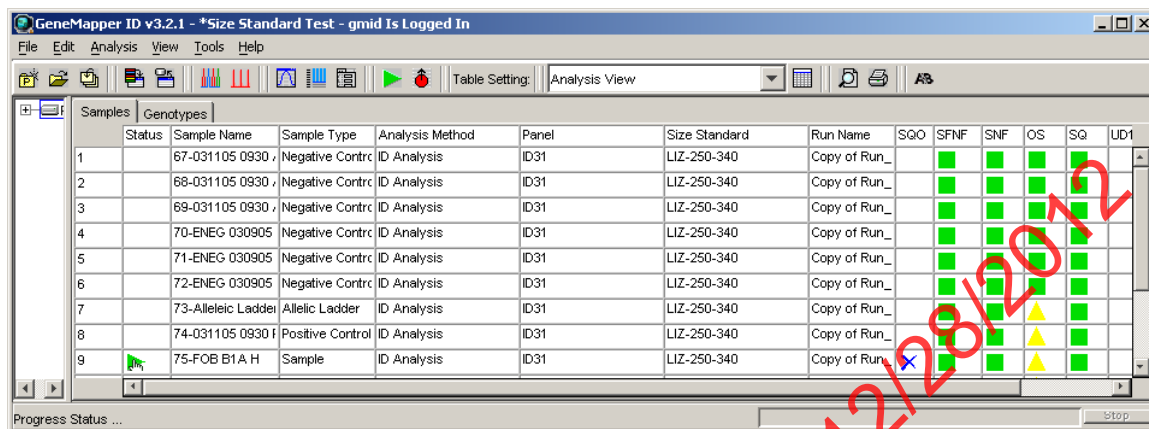 GeneMapper ID v3.2.1 - *Size Standard Test - gmid Is Logged In
File Edit Analysis View Tools Help
Table Setting: Analysis View
Samples Genotypes
Status Sample Name Sample Type Analysis Method Panel Size Standard Run Name SQO SFNF SNF OS SQ UD1
1 67-031105 0930 Negative Contrc ID Analysis ID31 LIZ-250-340 Copy of Run_
2 68-031105 0930 Negative Contrc ID Analysis ID31 LIZ-250-340 Copy of Run_
3 69-031105 0930 Negative Contrc ID Analysis ID31 LIZ-250-340 Copy of Run_
4 70-ENEG 030905 Negative Contrc ID Analysis ID31 LIZ-250-340 Copy of Run_
5 71-ENEG 030905 Negative Contrc ID Analysis ID31 LIZ-250-340 Copy of Run_
6 72-ENEG 030905 Negative Contrc ID Analysis ID31 LIZ-250-340 Copy of Run_
7 73-Alleleic Ladder Allelic Ladder ID Analysis ID31 LIZ-250-340 Copy of Run_
8 74-031105 0930 Positive Control ID Analysis ID31 LIZ-250-340 Copy of Run_
9 75-FOB B1 A H Sample ID Analysis ID31 LIZ-250-340 Copy of Run_
Progress Status ... Stop
12/28/2012